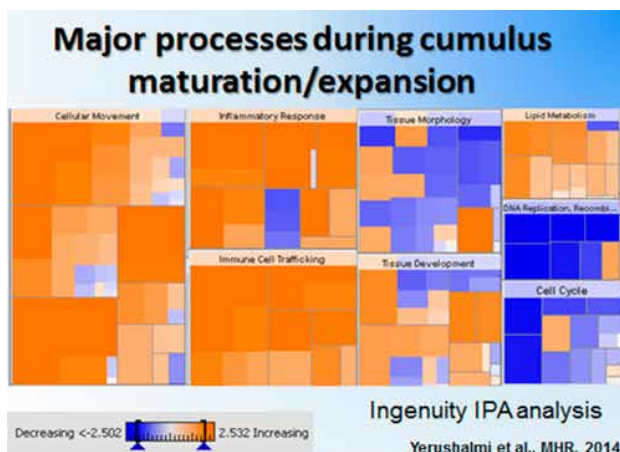 Major processes during cumulus
maturation/expansion
Cellular Movement
Inflammatory Response
Tissue Morphology
Lipid Metabolism
DNA Replication, Recombi...
Immune Cell Trafficking
Tissue Development
Cell Cycle
Ingenuity IPA analysis
Decreasing <-2.502 2.532 Increasing
Yerushalmi et al., MHR, 2014